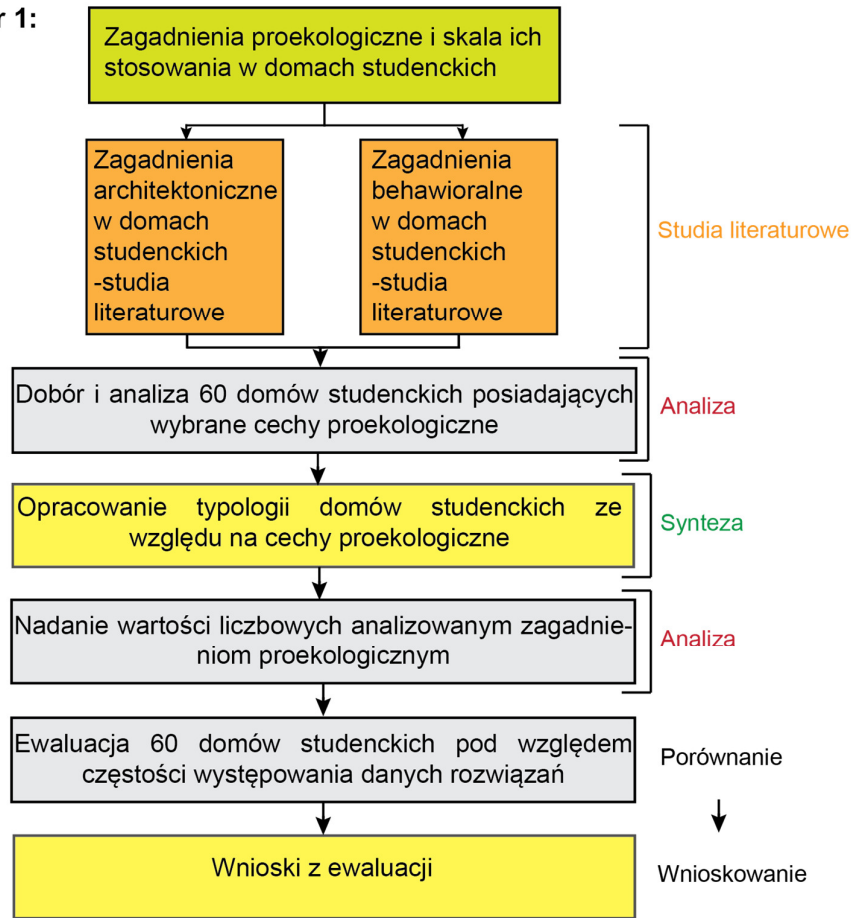 r 1:
Zagadnienia proekologiczne i skala ich
stosowania w domach studenckich
Zagadnienia
architektoniczne
w domach
studenckich
-studia
literaturowe
Zagadnienia
behawioralne
w domach
studenckich
-studia
literaturowe
Studia literaturowe
Dobór i analiza 60 domów studenckich posiadających
wybrane cechy proekologiczne
Analiza
Opracowanie typologii domów studenckich ze
względu na cechy proekologiczne
Synteza
Nadanie wartości liczbowych analizowanym zagadnie-
niom proekologicznym
Analiza
Ewaluacja 60 domów studenckich pod względem
częstości występowania danych rozwiązań
Porównanie
Wnioski z ewaluacji
Wnioskowanie